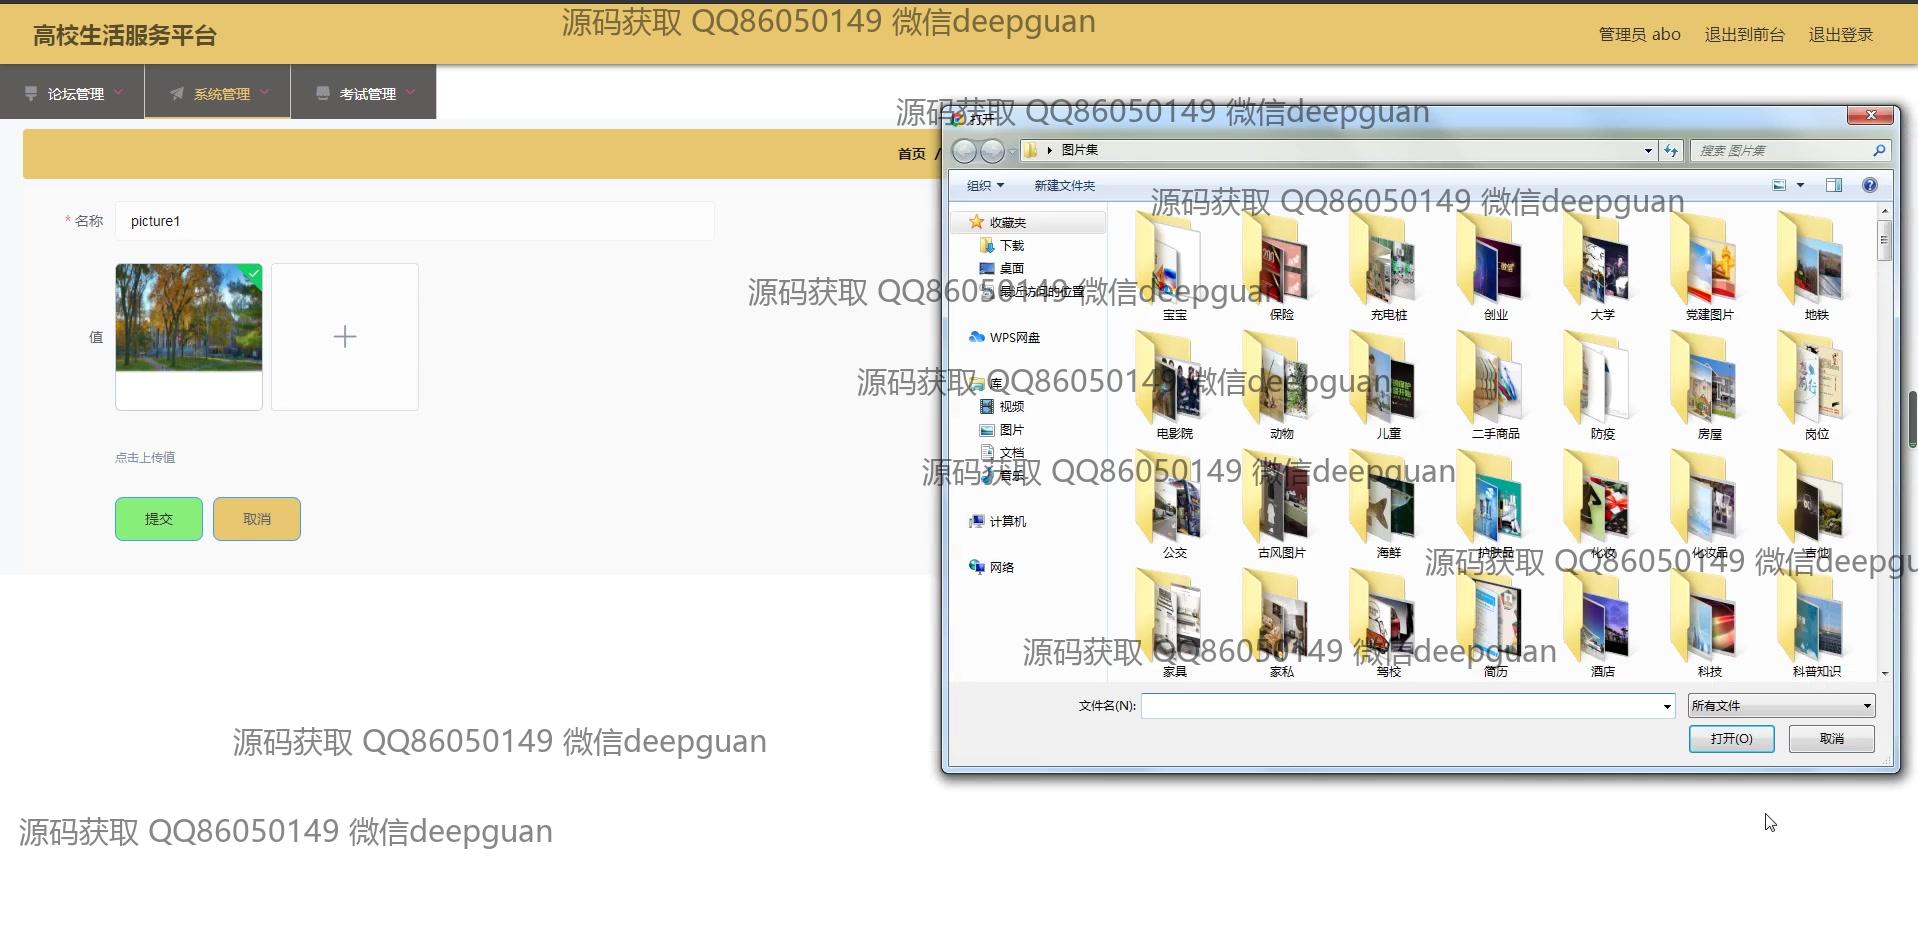 源码获取 QQ86050149 微信deepguan
高校生活服务平台
管理员 abo 退出到前台 退出登录
论坛管理 系统管理 考试管理
源码获取 QQ86050149 微信deepguan
打开
首页 /
图片集
搜索 图片集
组织 新建文件夹
源码获取 QQ86050149 微信deepguan
* 名称 picture1
收藏夹
下载
桌面
最近访问的位置
源码获取 QQ86050149 微信deepguan
宝宝 保险 充电桩 创业 大学 党建图片 地铁
值
WPS网盘
源码获取 QQ86050149 微信deepguan
库
视频
图片
文档
音乐
电影院 动物 儿童 二手商品 防疫 房屋 岗位
点击上传值
源码获取 QQ86050149 微信deepguan
提交 取消
计算机
网络
公交 古风图片 海鲜 护肤品 化妆 化妆品 吉他
源码获取 QQ86050149 微信deepgu
源码获取 QQ86050149 微信deepguan
家具 家私 驾校 简历 酒店 科技 科普知识
文件名(N): 所有文件
打开(O) 取消
源码获取 QQ86050149 微信deepguan
源码获取 QQ86050149 微信deepguan